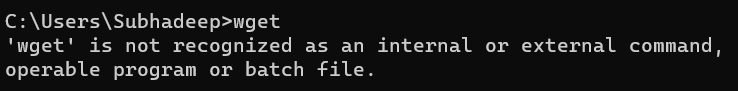 C:\Users\Subhadeep>wget
'wget' is not recognized as an internal or external command,
operable program or batch file.